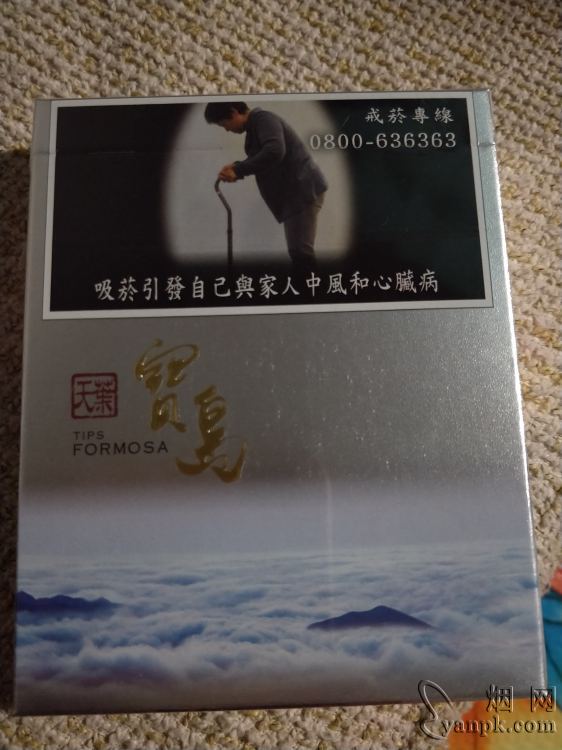 戒菸專線
0800-636363
吸菸引發自己與家人中風和心臟病
寶島
天葉
TIPS
FORMOSA
烟网
yanpk.com